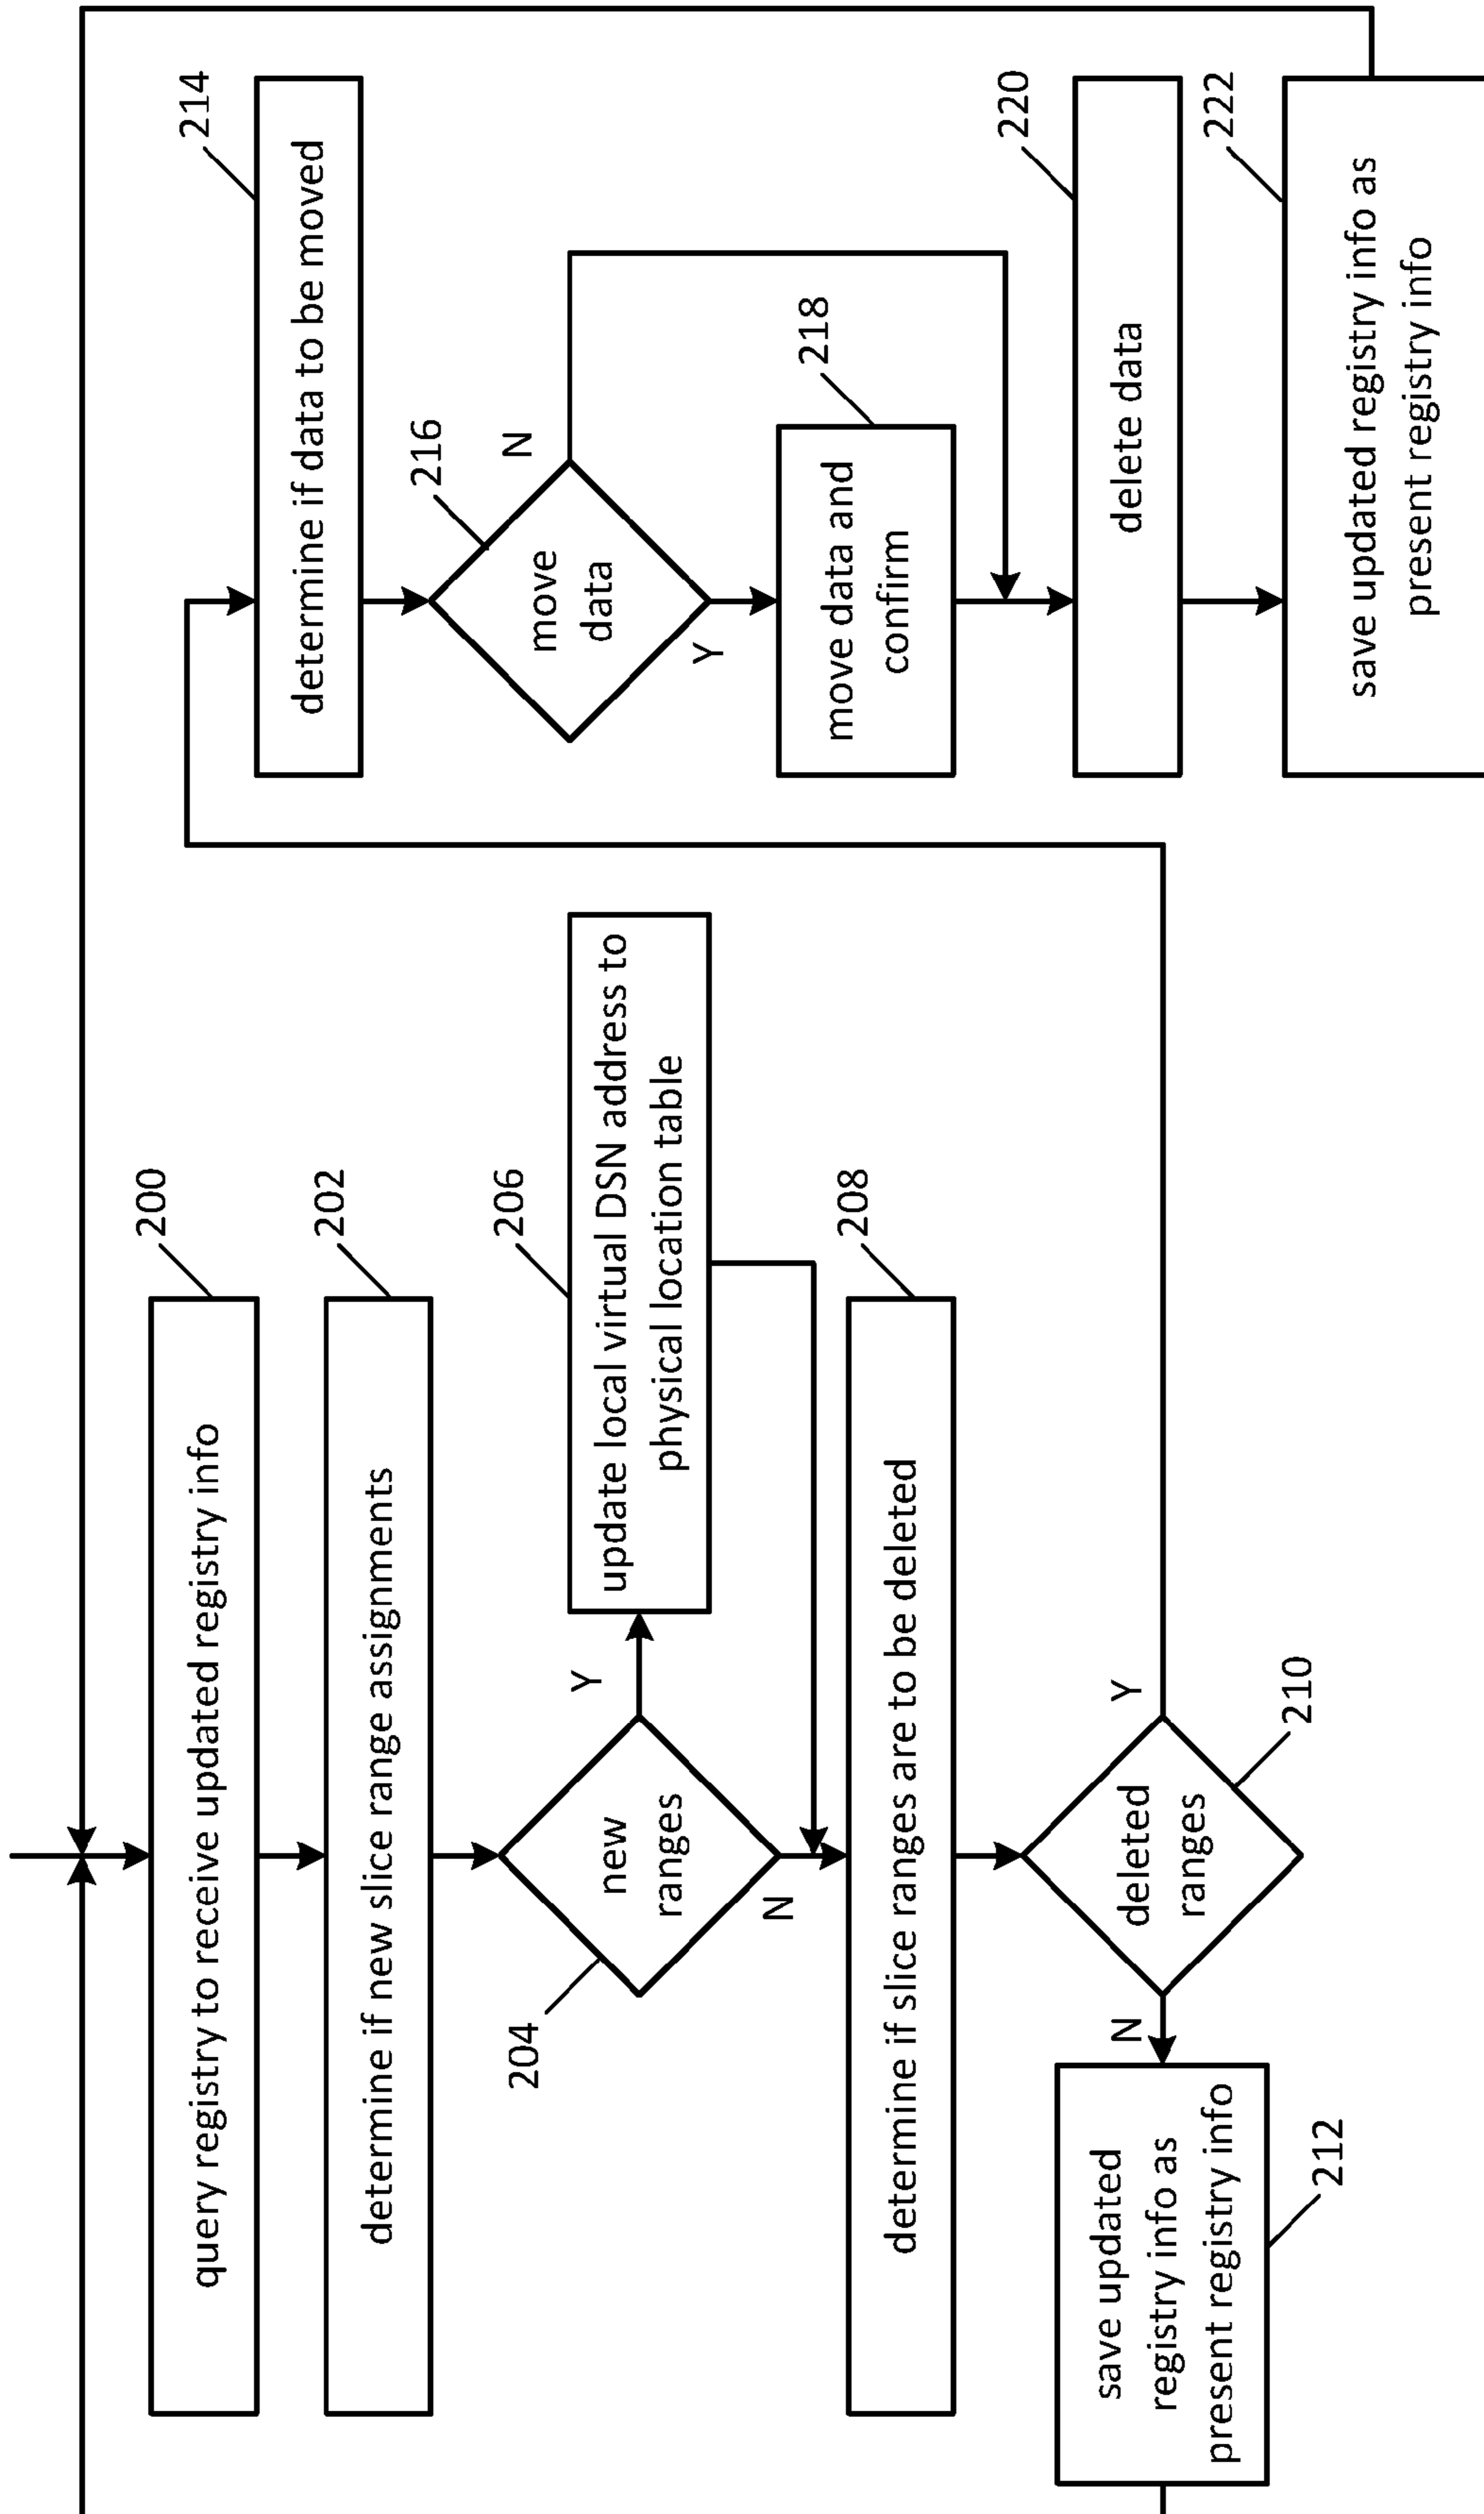 200
query registry to receive updated registry info
202
determine if new slice range assignments
204
new
ranges
Y
N
206
update local virtual DSN address to
physical location table
208
determine if slice ranges are to be deleted
210
deleted
ranges
N
Y
212
save updated
registry info as
present registry info
214
determine if data to be moved
216
move
data
N
Y
218
move data and
confirm
220
delete data
222
save updated registry info as
present registry info